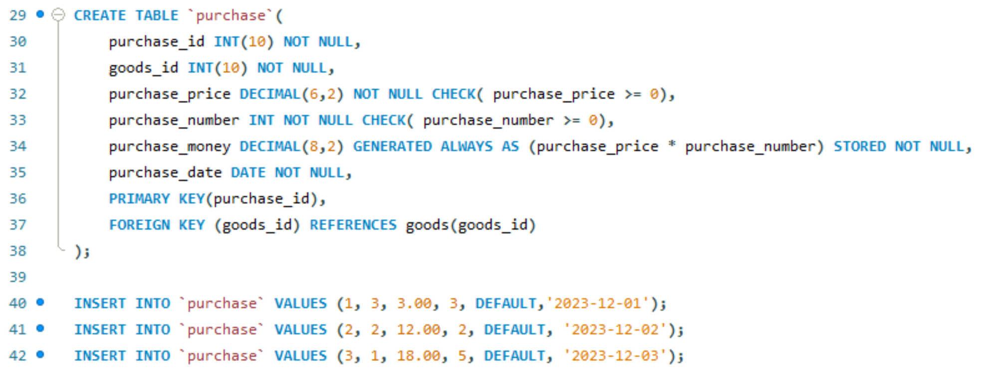 29 CREATE TABLE `purchase`(
30 purchase_id INT(10) NOT NULL,
31 goods_id INT(10) NOT NULL,
32 purchase_price DECIMAL(6,2) NOT NULL CHECK( purchase_price >= 0),
33 purchase_number INT NOT NULL CHECK( purchase_number >= 0),
34 purchase_money DECIMAL(8,2) GENERATED ALWAYS AS (purchase_price * purchase_number) STORED NOT NULL,
35 purchase_date DATE NOT NULL,
36 PRIMARY KEY(purchase_id),
37 FOREIGN KEY (goods_id) REFERENCES goods(goods_id)
38 );
39
40 INSERT INTO `purchase` VALUES (1, 3, 3.00, 3, DEFAULT,'2023-12-01');
41 INSERT INTO `purchase` VALUES (2, 2, 12.00, 2, DEFAULT, '2023-12-02');
42 INSERT INTO `purchase` VALUES (3, 1, 18.00, 5, DEFAULT, '2023-12-03');